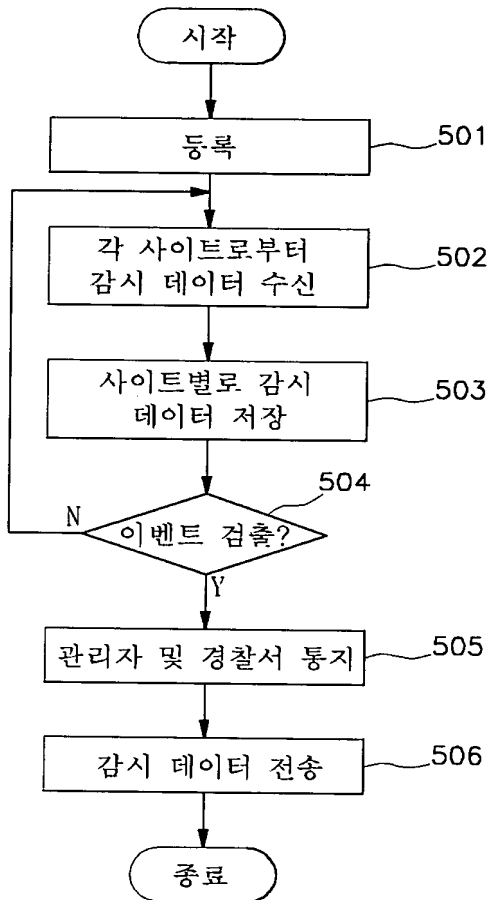 시작
등록
501
각 사이트로부터
감시 데이터 수신
502
사이트별로 감시
데이터 저장
503
504
이벤트 검출?
N
Y
관리자 및 경찰서 통지
505
감시 데이터 전송
506
종료